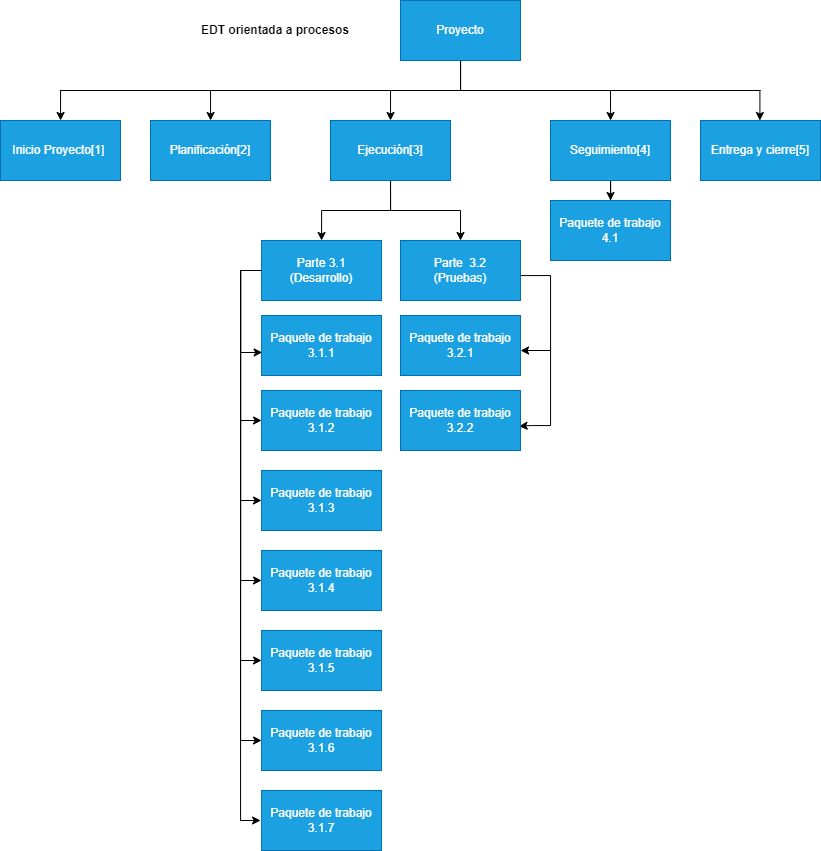 EDT orientada a procesos
Proyecto
Inicio Proyecto[1]
Planificación[2]
Ejecución[3]
Seguimiento[4]
Entrega y cierre[5]
Paquete de trabajo
4.1
Parte 3.1
(Desarrollo)
Parte  3.2
(Pruebas)
Paquete de trabajo
3.1.1
Paquete de trabajo
3.2.1
Paquete de trabajo
3.1.2
Paquete de trabajo
3.2.2
Paquete de trabajo
3.1.3
Paquete de trabajo
3.1.4
Paquete de trabajo
3.1.5
Paquete de trabajo
3.1.6
Paquete de trabajo
3.1.7